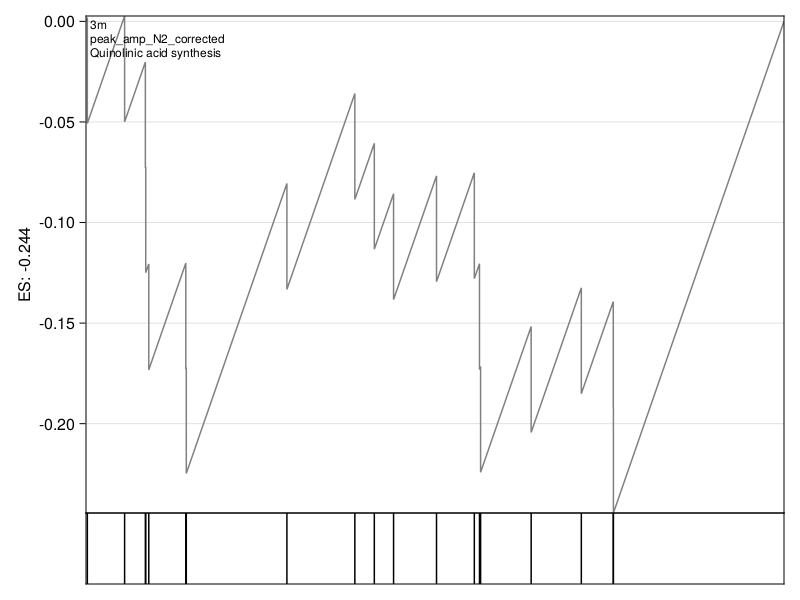 0.00
3m
peak_amp_N2_corrected
Quinolinic acid synthesis
-0.05
-0.10
-0.15
-0.20
ES: -0.244